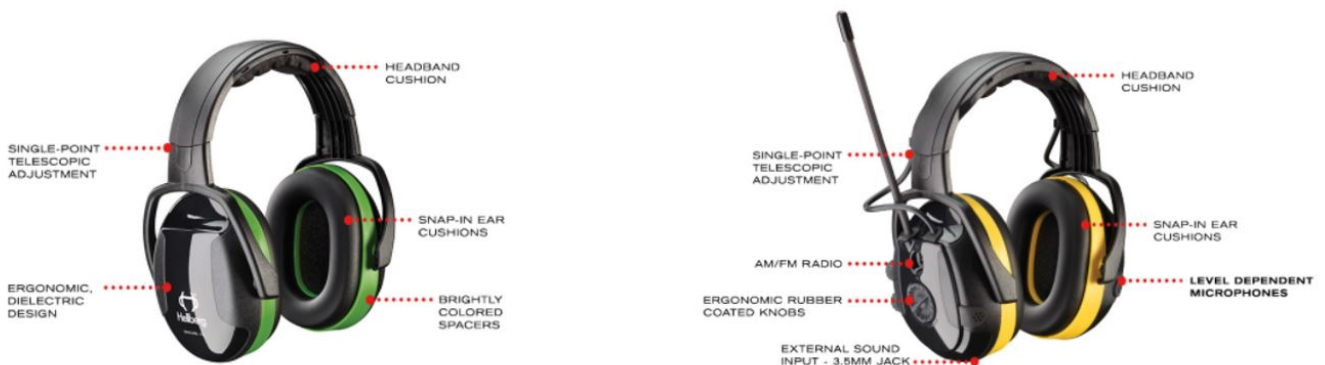 HEADBAND
CUSHION
SINGLE-POINT
TELESCOPIC
ADJUSTMENT
SNAP-IN EAR
CUSHIONS
ERGONOMIC,
DIELECTRIC
DESIGN
BRIGHTLY
COLORED
SPACERS
Hellberg
HEADBAND
CUSHION
SINGLE-POINT
TELESCOPIC
ADJUSTMENT
SNAP-IN EAR
CUSHIONS
AM/FM RADIO
LEVEL DEPENDENT
MICROPHONES
ERGONOMIC RUBBER
COATED KNOBS
EXTERNAL SOUND
INPUT - 3.5MM JACK